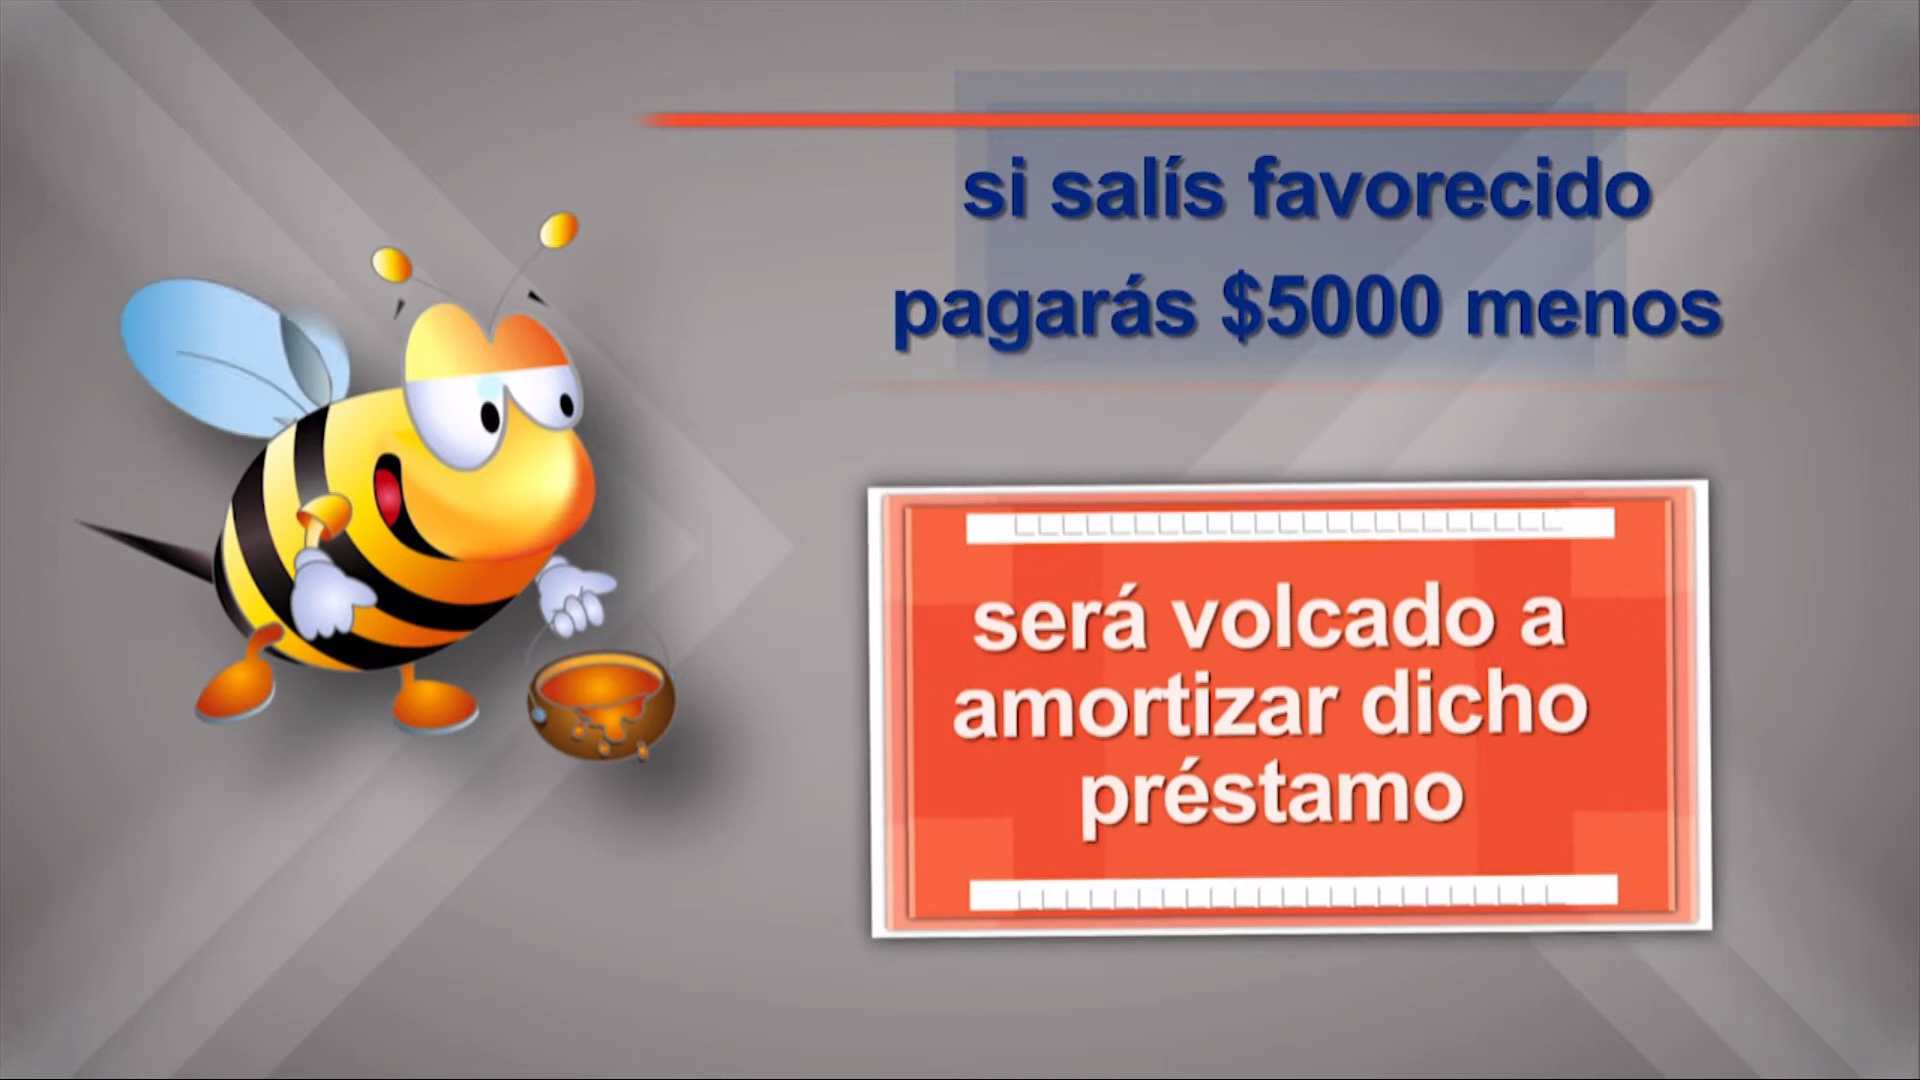 si salís favorecido
pagarás $5000 menos
será volcado a
amortizar dicho
préstamo